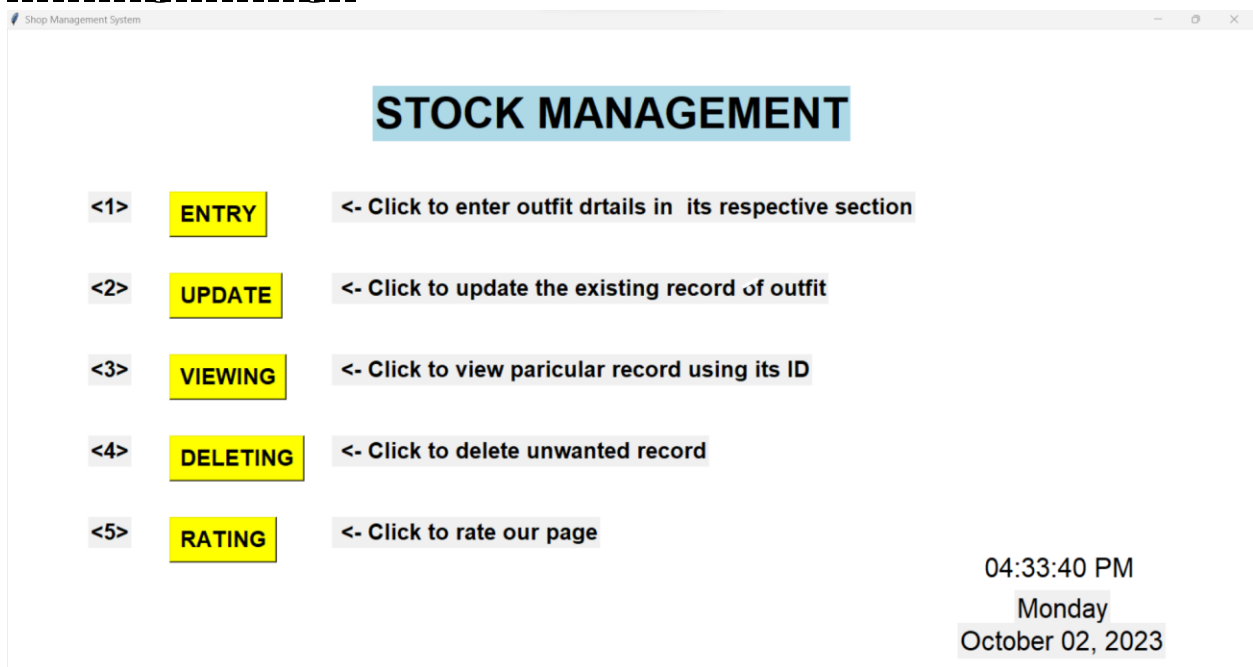 Shop Management System
STOCK MANAGEMENT
<1> ENTRY <- Click to enter outfit drtails in  its respective section
<2> UPDATE <- Click to update the existing record of outfit
<3> VIEWING <- Click to view paricular record using its ID
<4> DELETING <- Click to delete unwanted record
<5> RATING <- Click to rate our page
04:33:40 PM
Monday
October 02, 2023